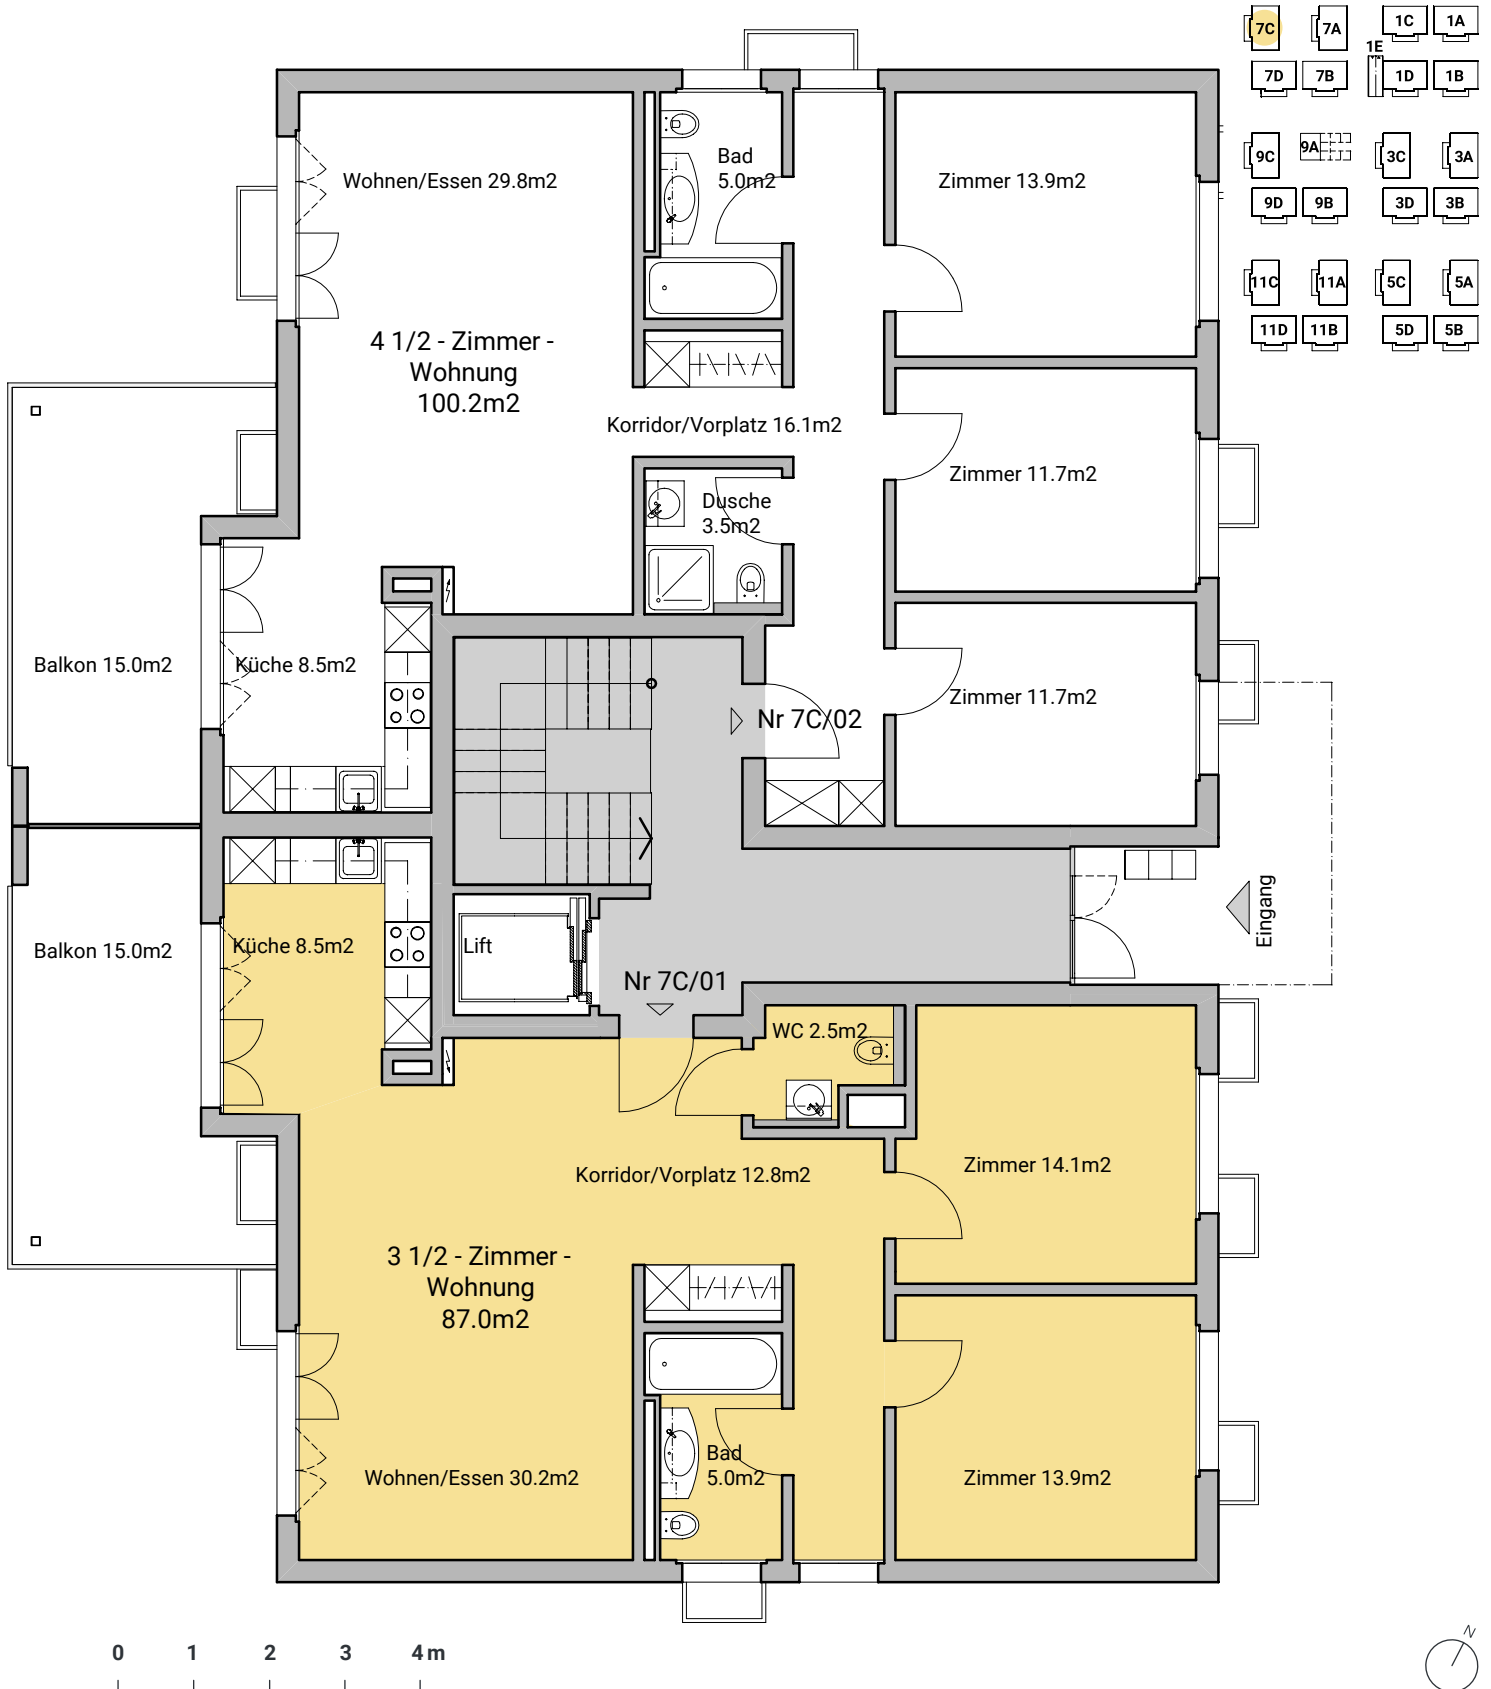 7C
7A
1C
1A
1E
7D
7B
1D
1B
9C
9A
3C
3A
9D
9B
3D
3B
11C
11A
5C
5A
11D
11B
5D
5B
Wohnen/Essen 29.8m2
Bad
5.0m2
Zimmer 13.9m2
4 1/2 - Zimmer -
Wohnung
100.2m2
Korridor/Vorplatz 16.1m2
Zimmer 11.7m2
Dusche
3.5m2
Balkon 15.0m2
Küche 8.5m2
Zimmer 11.7m2
Nr 7C/02
Eingang
Balkon 15.0m2
Küche 8.5m2
Lift
Nr 7C/01
WC 2.5m2
Korridor/Vorplatz 12.8m2
Zimmer 14.1m2
3 1/2 - Zimmer -
Wohnung
87.0m2
Wohnen/Essen 30.2m2
Bad
5.0m2
Zimmer 13.9m2
0 1 2 3 4 m
N